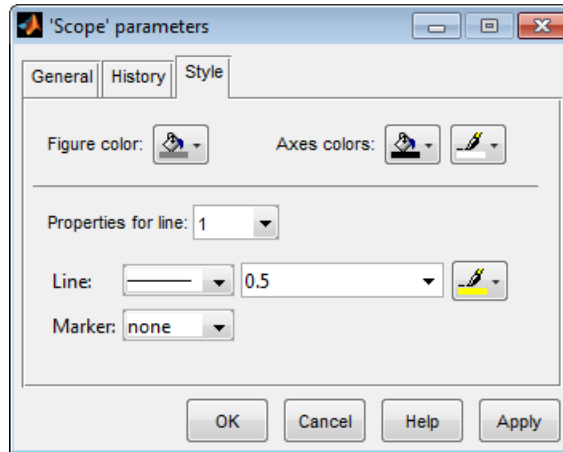 'Scope' parameters
General History Style
Figure color: Axes colors:
Properties for line: 1
Line: 0.5
Marker: none
OK Cancel Help Apply